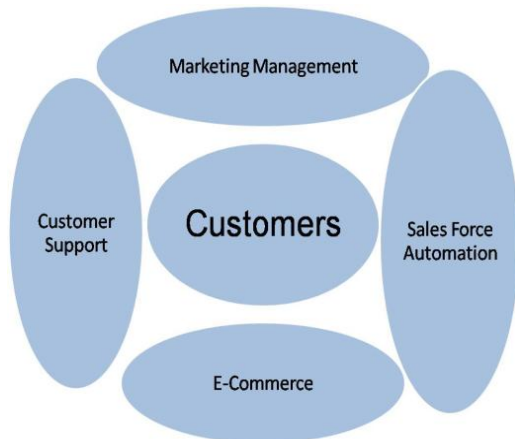 Marketing Management
Customer
Support
Customers
Sales Force
Automation
E-Commerce